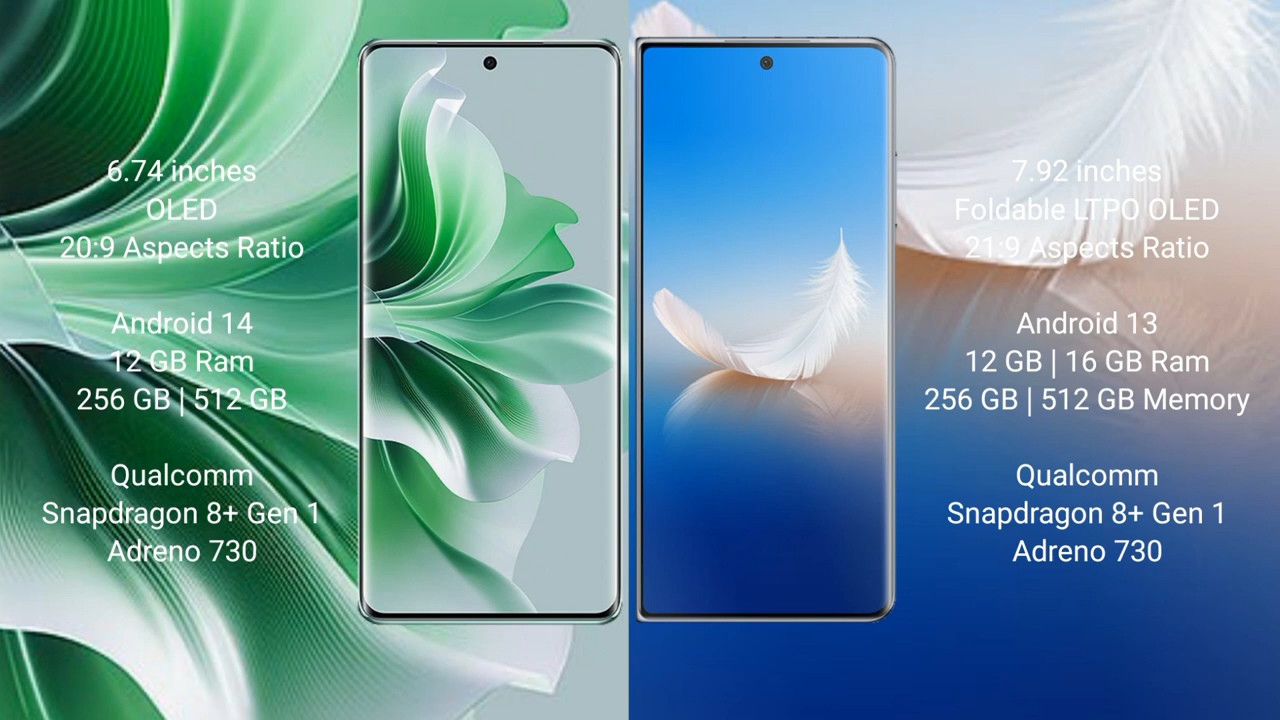 6.74 inches
OLED
20:9 Aspects Ratio
Android 14
12 GB Ram
256 GB | 512 GB
Qualcomm
Snapdragon 8+ Gen 1
Adreno 730
7.92 inches
Foldable LTPO OLED
21:9 Aspects Ratio
Android 13
12 GB | 16 GB Ram
256 GB | 512 GB Memory
Qualcomm
Snapdragon 8+ Gen 1
Adreno 730